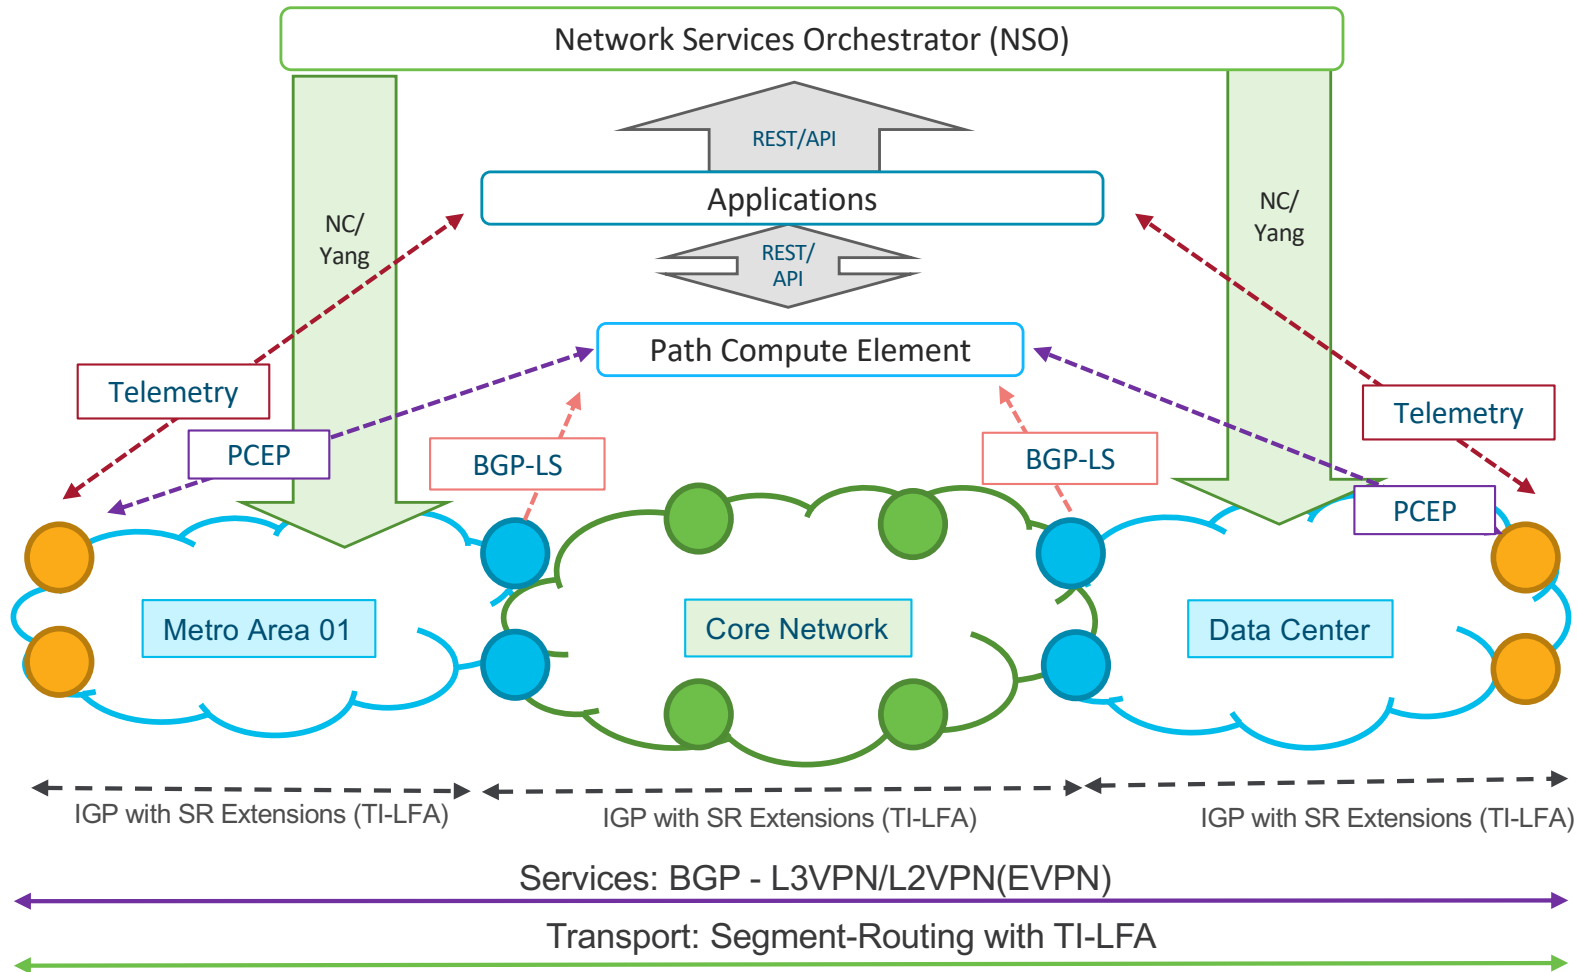 Network Services Orchestrator (NSO)
REST/API
Applications
NC/
Yang
NC/
Yang
REST/
API
Path Compute Element
Telemetry
Telemetry
PCEP
BGP-LS
BGP-LS
PCEP
Metro Area 01
Core Network
Data Center
IGP with SR Extensions (TI-LFA)
IGP with SR Extensions (TI-LFA)
IGP with SR Extensions (TI-LFA)
Services: BGP - L3VPN/L2VPN(EVPN)
Transport: Segment-Routing with TI-LFA